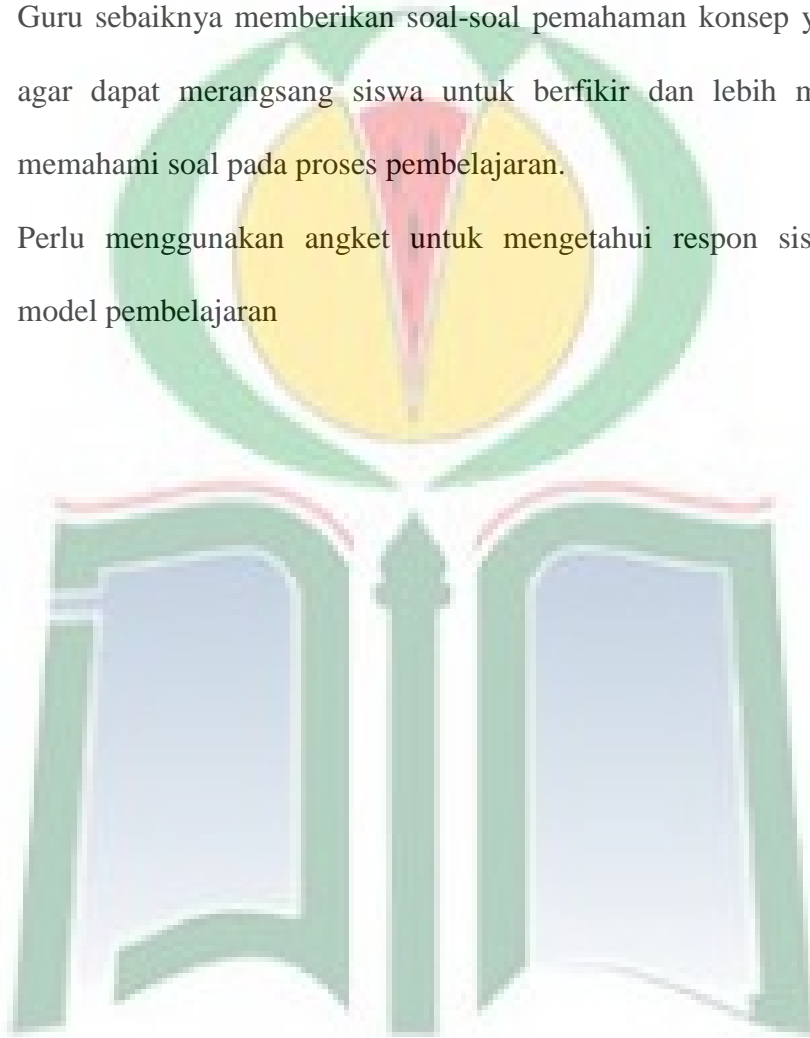 Guru sebaiknya memberikan soal-soal pemahaman konsep y
agar dapat merangsang siswa untuk berfikir dan lebih m
memahami soal pada proses pembelajaran.
Perlu menggunakan angket untuk mengetahui respon sis
model pembelajaran